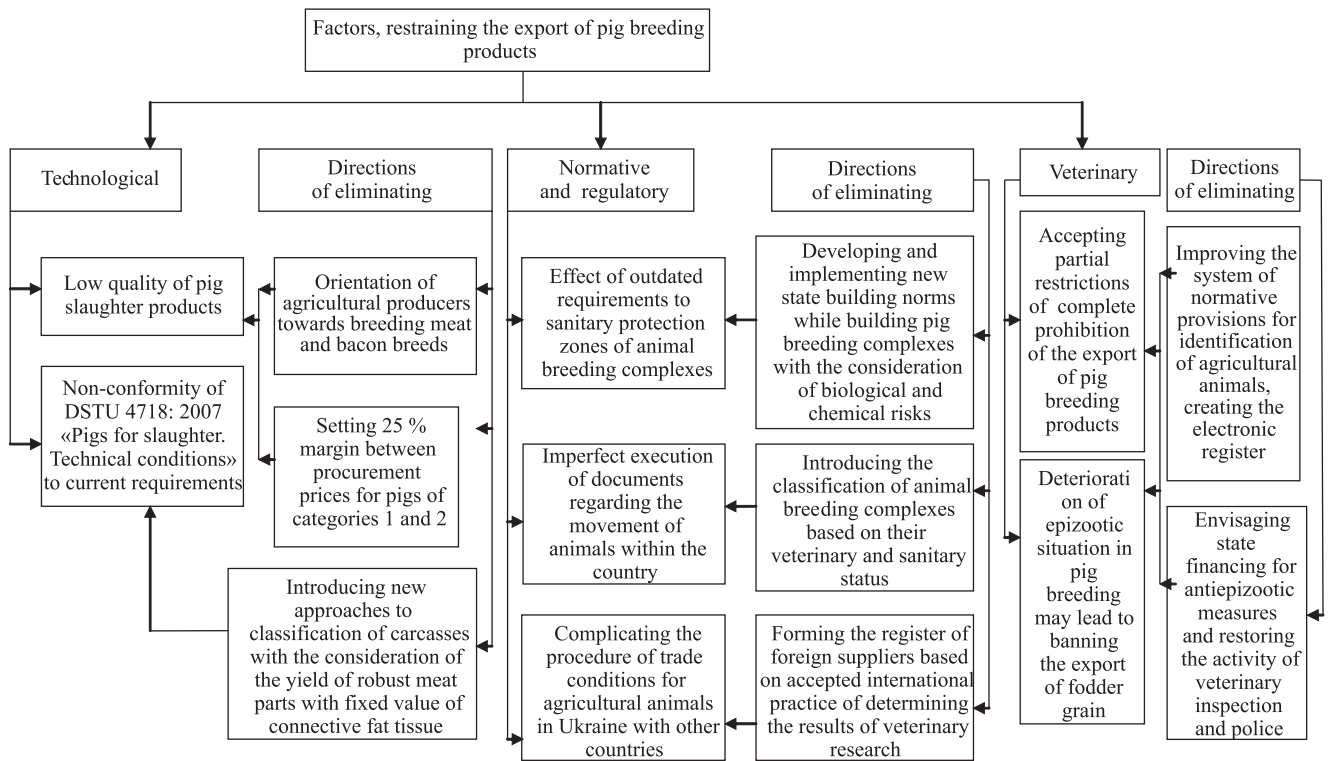 Factors, restraining the export of pig breeding
products
Technological
Directions
of eliminating
Normative
and regulatory
Directions
of eliminating
Veterinary
Directions
of eliminating
Low quality of pig
slaughter products
Non-conformity of
DSTU 4718: 2007
«Pigs for slaughter.
Technical conditions»
to current requirements
Orientation of
agricultural producers
towards breeding meat
and bacon breeds
Setting 25 %
margin between
procurement
prices for pigs of
categories 1 and 2
Introducing new
approaches to
classification of carcasses
with the consideration of
the yield of robust meat
parts with fixed value of
connective fat tissue
Effect of outdated
requirements to
sanitary protection
zones of animal
breeding complexes
Imperfect execution
of documents
regarding the
movement of
animals within the
country
Complicating the
procedure of trade
conditions for
agricultural animals
in Ukraine with other
countries
Developing and
implementing new
state building norms
while building pig
breeding complexes
with the consideration
of biological and
chemical risks
Introducing the
classification of animal
breeding complexes
based on their
veterinary and sanitary
status
Forming the register of
foreign suppliers based
on accepted international
practice of determining
the results of veterinary
research
Accepting
partial
restrictions
of complete
prohibition
of the export
of pig
breeding
products
Deteriorati
on of
epizootic
situation in
pig
breeding
may lead to
banning
the export
of fodder
grain
Improving the
system of
normative
provisions for
identification
of agricultural
animals,
creating the
electronic
register
Envisaging
state
financing for
antiepizootic
measures
and restoring
the activity of
veterinary
inspection
and police